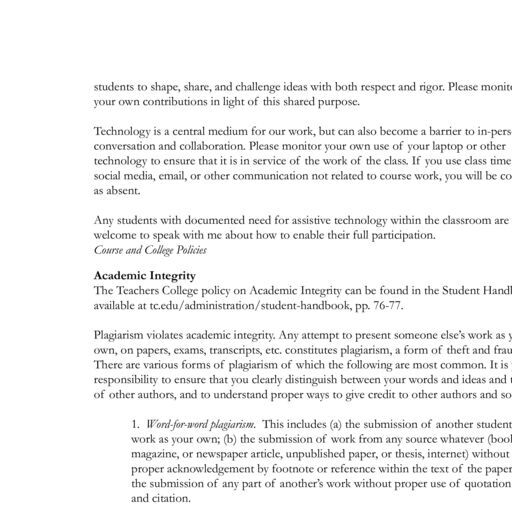 students to shape, share, and challenge ideas with both respect and rigor. Please
your own contributions in light of this shared purpose.
Technology is a central medium for our work, but can also become a barrier to
conversation and collaboration. Please monitor your own use of your laptop or other
technology to ensure that it is in service of the work of the class. If you use class time
social media, email, or other communication not related to course work, you will be
as absent.
Any students with documented need for assistive technology within the classroom are
welcome to speak with me about how to enable their full participation.
Course and College Policies
Academic Integrity
The Teachers College policy on Academic Integrity can be found in the Student
available at tc.edu/administration/student-handbook, pp. 76-77.
Plagiarism violates academic integrity. Any attempt to present someone else's work as
own, on papers, exams, transcripts, etc. constitutes plagiarism, a form of theft and
There are various forms of plagiarism of which the following are most common. It is
responsibility to ensure that you clearly distinguish between your words and ideas and
of other authors, and to understand proper ways to give credit to other authors and
1. Word-for-word plagiarism. This includes (a) the submission of another
work as your own; (b) the submission of work from any source whatever
magazine, or newspaper article, unpublished paper, or thesis, internet) without
proper acknowledgement by footnote or reference within the text of the paper
the submission of any part of another's work without proper use of quotation
and citation.